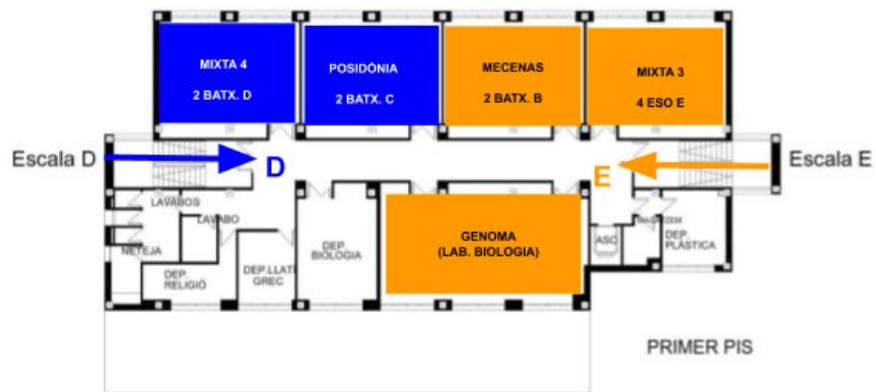 MIXTA 4
2 BATX. D
POSIDÒNIA
2 BATX. C
MECENAS
2 BATX. B
MIXTA 3
4 ESO E
Escala D
D
E
Escala E
LAVABOS
LAVABO
NETEJA
DEP.
RELIGIÓ
DEP.LLATÍ
GREC
DEP.
BIOLOGIA
GENOMA
(LAB. BIOLOGIA)
ASC
MAGATZEM
DEP.
PLÀSTICA
PRIMER PIS